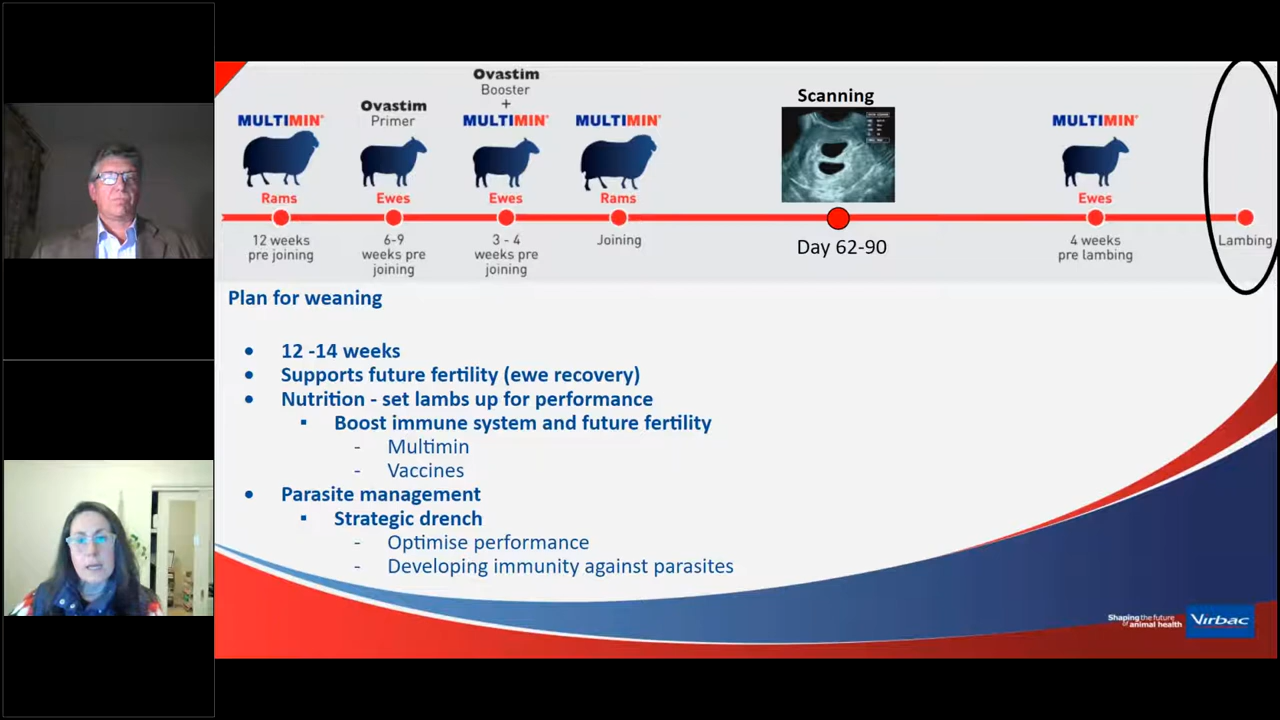 Ovastim
Booster
+
MULTIMIN®
Ovastim
Primer
MULTIMIN®
MULTIMIN®
Scanning
MULTIMIN®
Rams
Ewes
Ewes
Rams
Ewes
12 weeks
pre joining
6-9
weeks pre
joining
3 - 4
weeks pre
joining
Joining
Day 62-90
4 weeks
pre lambing
Lambing
Plan for weaning
• 12 -14 weeks
• Supports future fertility (ewe recovery)
• Nutrition - set lambs up for performance
▪ Boost immune system and future fertility
- Multimin
- Vaccines
• Parasite management
▪ Strategic drench
- Optimise performance
- Developing immunity against parasites
Shaping the future
of animal health
Virbac